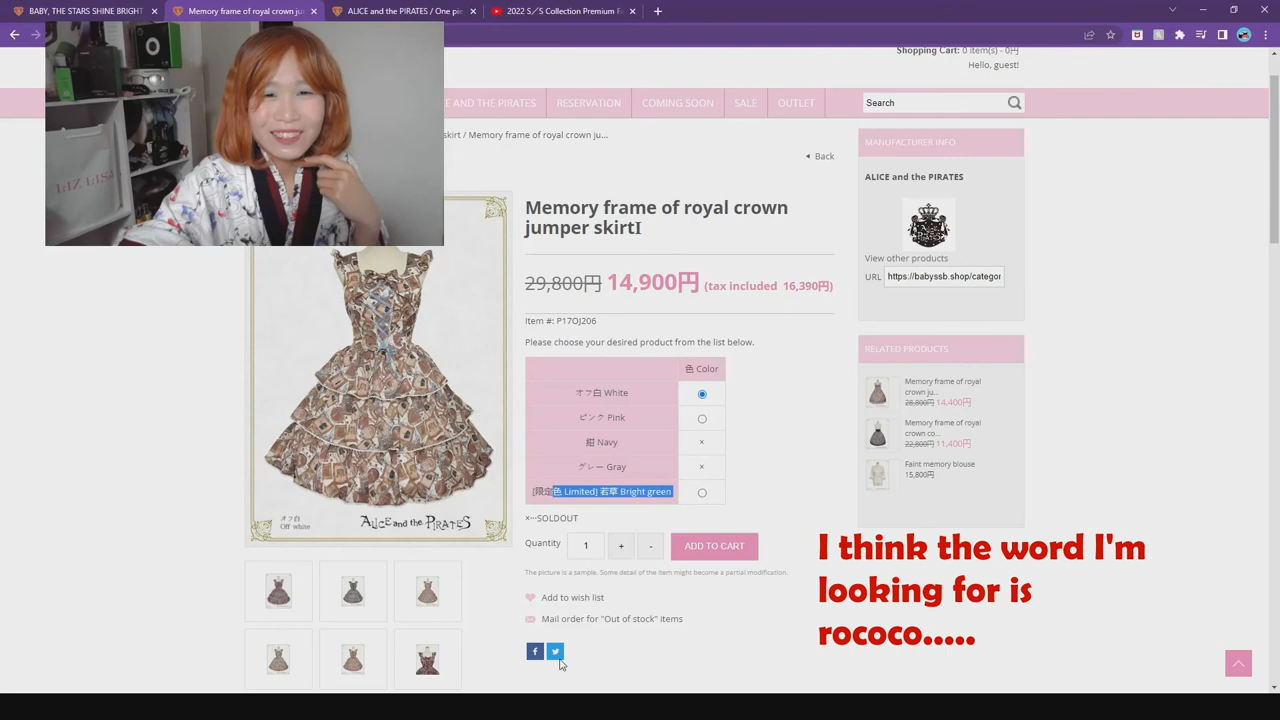 BABY, THE STARS SHINE BRIGHT
Memory frame of royal crown jum
ALICE and the PIRATES / One pie
2022 S/S Collection Premium Fa
Shopping Cart: 0 item(s) - 0円
Hello, guest!
E AND THE PIRATES
RESERVATION
COMING SOON
SALE
OUTLET
Search
skirt / Memory frame of royal crown ju...
Back
LIZ LISA
Memory frame of royal crown
jumper skirtI
29,800円 14,900円 (tax included 16,390円)
Item #: P17OJ206
Please choose your desired product from the list below.
色 Color
オフ白 White
ピンク Pink
紺 Navy ×
グレー Gray ×
[限定色 Limited] 若草 Bright green
×···SOLDOUT
Quantity 1 + - ADD TO CART
The picture is a sample. Some detail of the item might become a partial modification.
Add to wish list
Mail order for "Out of stock" items
オフ白
Off white
ALICE and the PIRATES
MANUFACTURER INFO
ALICE and the PIRATES
View other products
URL https://babyssb.shop/categor
RELATED PRODUCTS
Memory frame of royal
crown ju...
28,800円 14,400円
Memory frame of royal
crown co...
22,800円 11,400円
Faint memory blouse
15,800円
I think the word I'm
looking for is
rococo.....